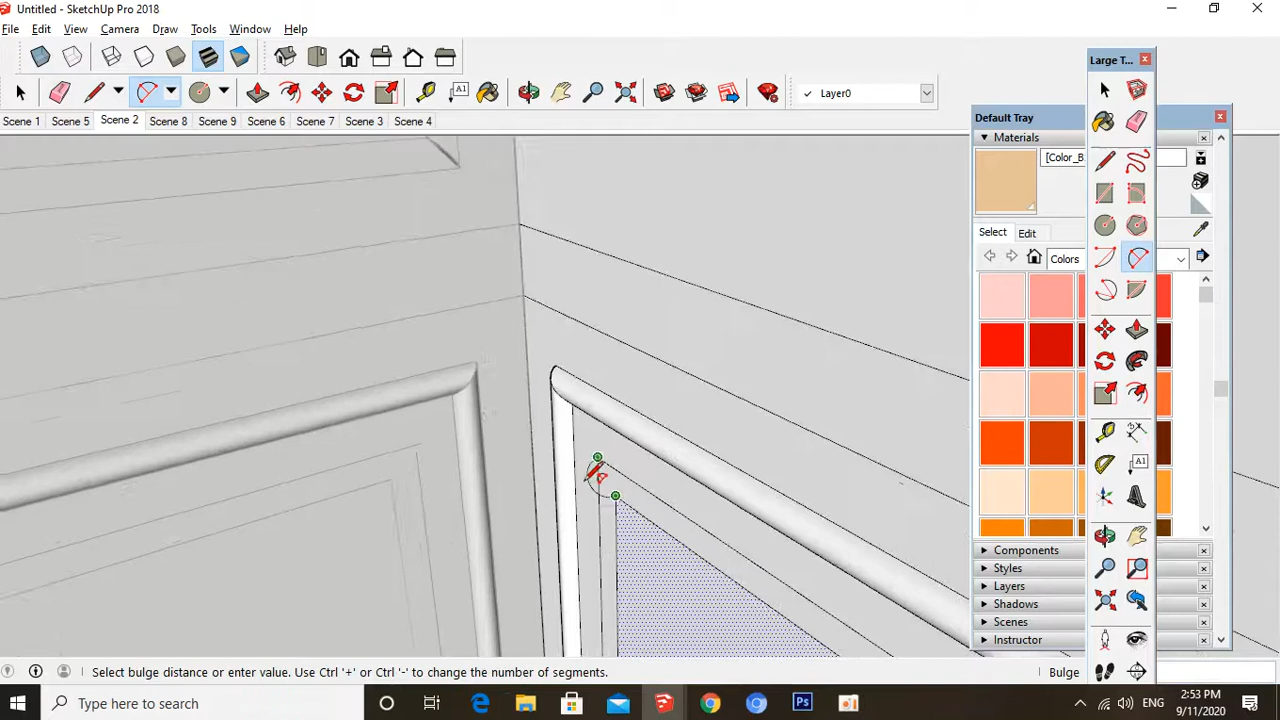 Untitled - SketchUp Pro 2018
File Edit View Camera Draw Tools Window Help
Large T...
A1
Layer0
Scene 1 Scene 5 Scene 2 Scene 8 Scene 9 Scene 6 Scene 7 Scene 3 Scene 4
Default Tray
Materials
[Color_B
Select Edit
Colors
A1
Components
Styles
Layers
Shadows
Scenes
Instructor
Select bulge distance or enter value. Use Ctrl '+' or Ctrl '-' to change the number of segments.
Bulge
Type here to search
Ps
ENG
2:53 PM
9/11/2020